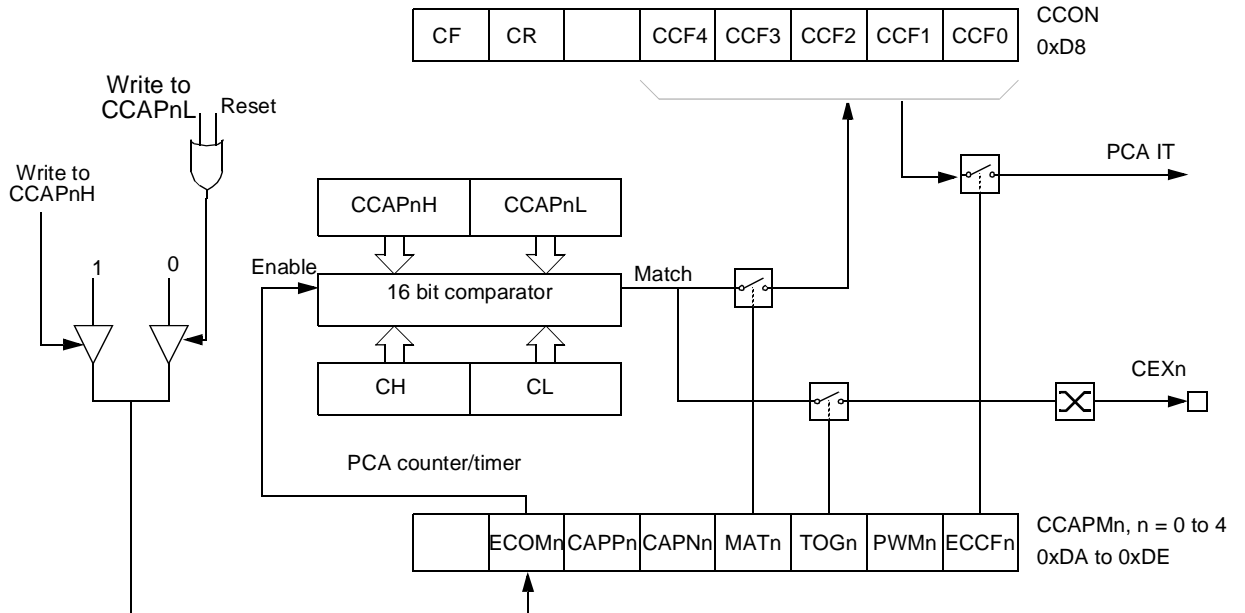 CF CR CCF4 CCF3 CCF2 CCF1 CCF0
CCON
0xD8
Write to
CCAPnL
Reset
Write to
CCAPnH
PCA IT
CCAPnH CCAPnL
1
0
Enable
16 bit comparator
Match
CH CL
CEXn
PCA counter/timer
ECOMn CAPPn CAPNn MATn TOGn PWMn ECCFn
CCAPMn, n = 0 to 4
0xDA to 0xDE